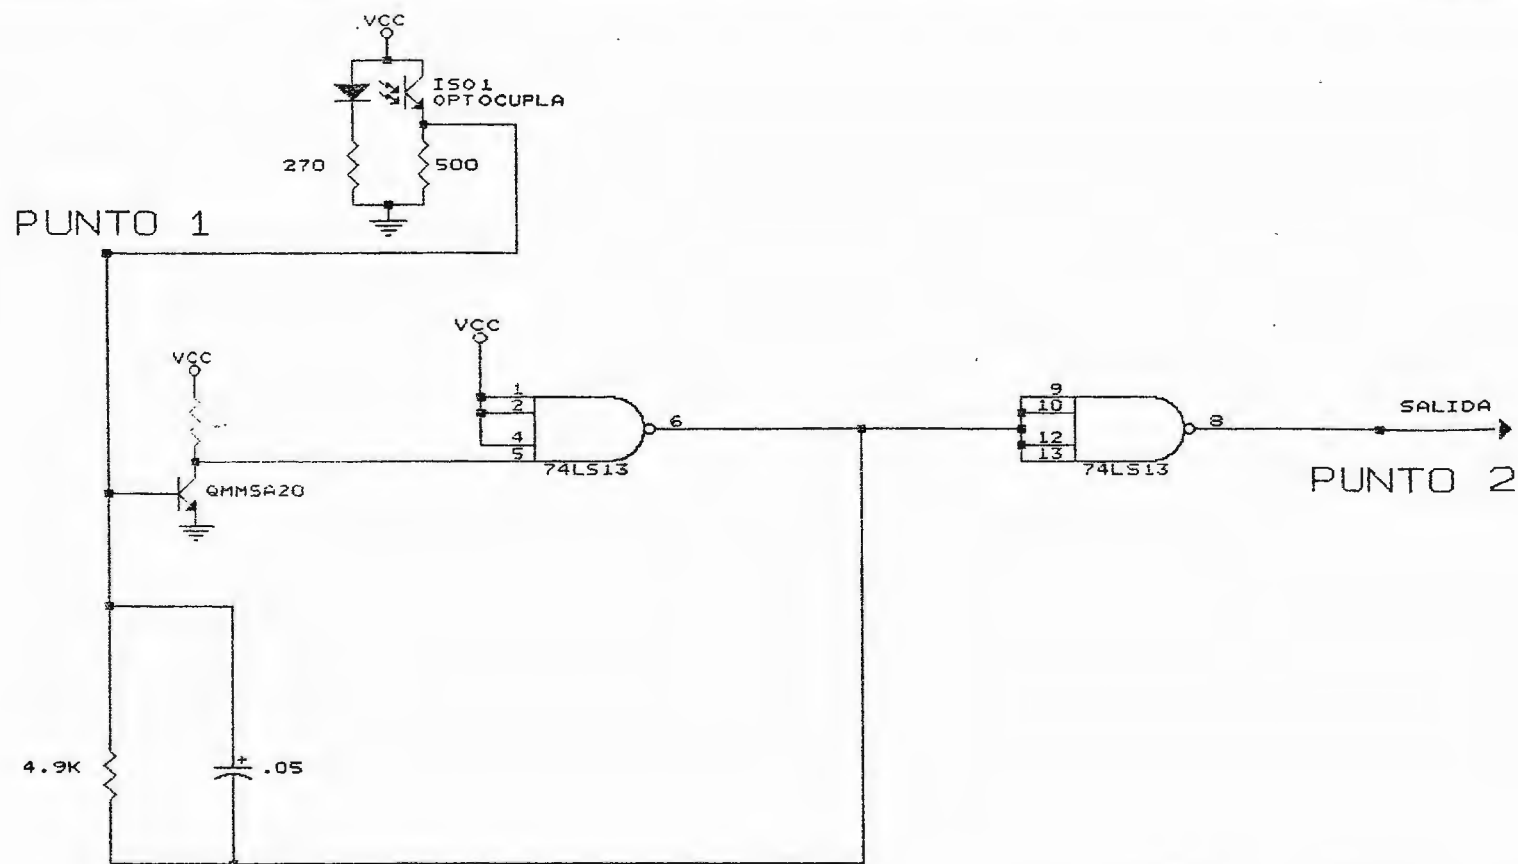 VCC
ISO1
OPTOCUPLA
270
500
PUNTO 1
VCC
VCC
1
2
4
5
6
74LS13
9
10
12
13
8
74LS13
SALIDA
PUNTO 2
QMMSA20
4.9K
+
.05